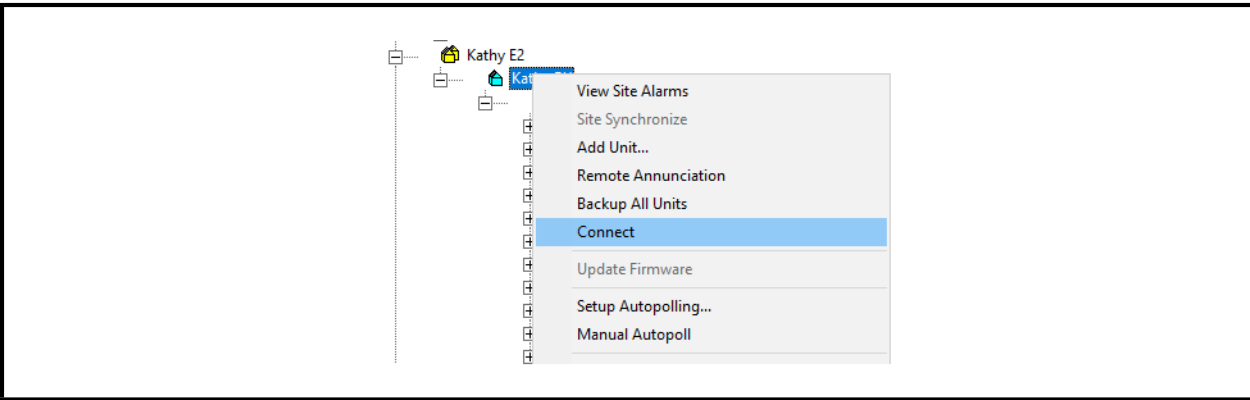 Kathy E2
View Site Alarms
Site Synchronize
Add Unit...
Remote Annunciation
Backup All Units
Connect
Update Firmware
Setup Autopolling...
Manual Autopoll